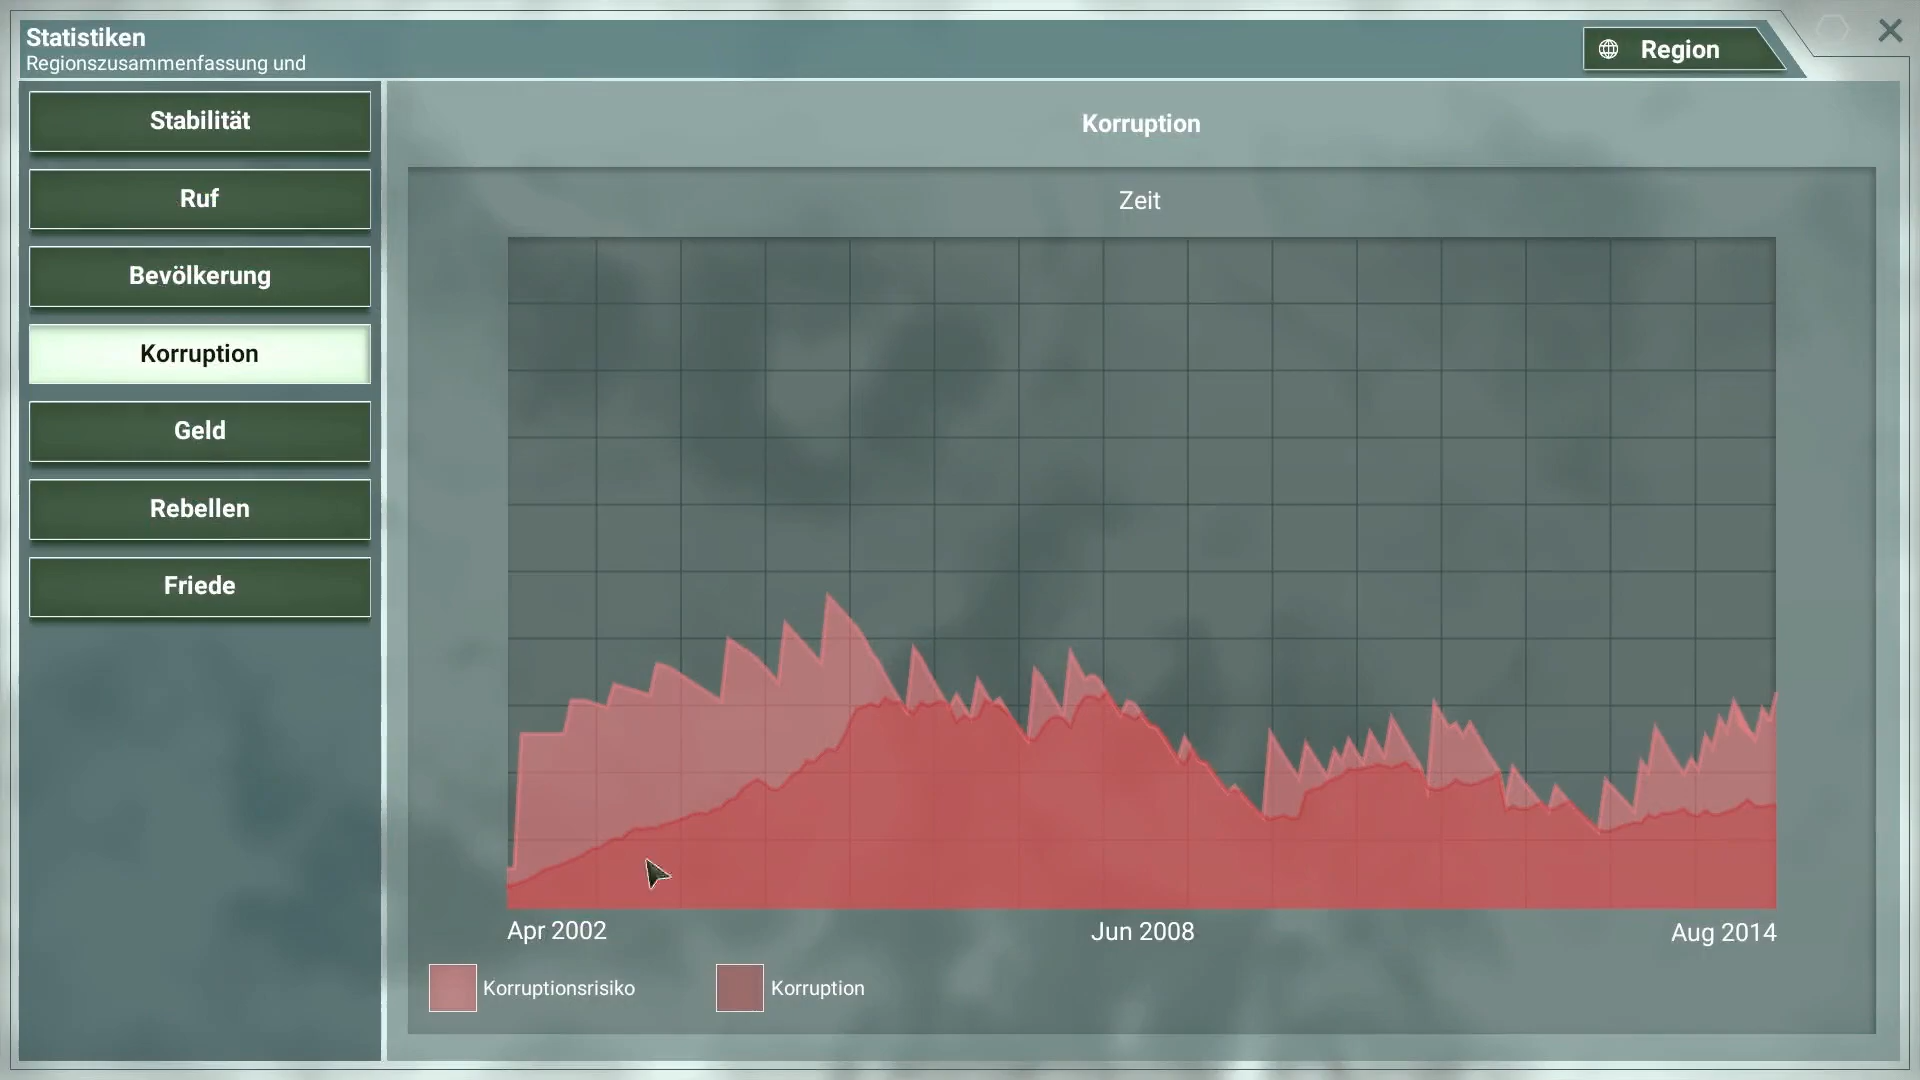 Statistiken
Regionszusammenfassung und
Region
Stabilität
Ruf
Bevölkerung
Korruption
Geld
Rebellen
Friede
Korruption
Zeit
Apr 2002
Jun 2008
Aug 2014
Korruptionsrisiko
Korruption